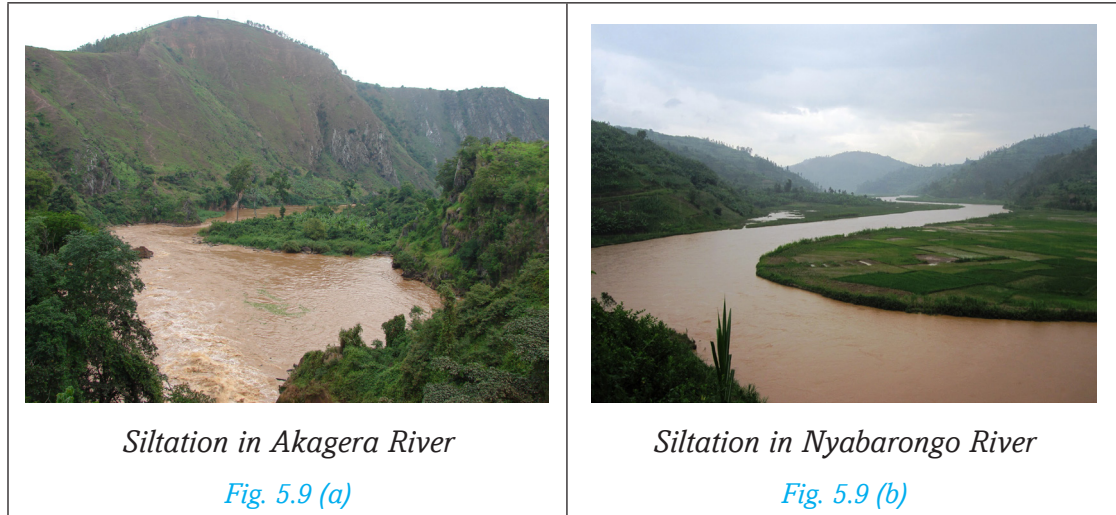 Siltation in Akagera River
Fig. 5.9 (a)
Siltation in Nyabarongo River
Fig. 5.9 (b)